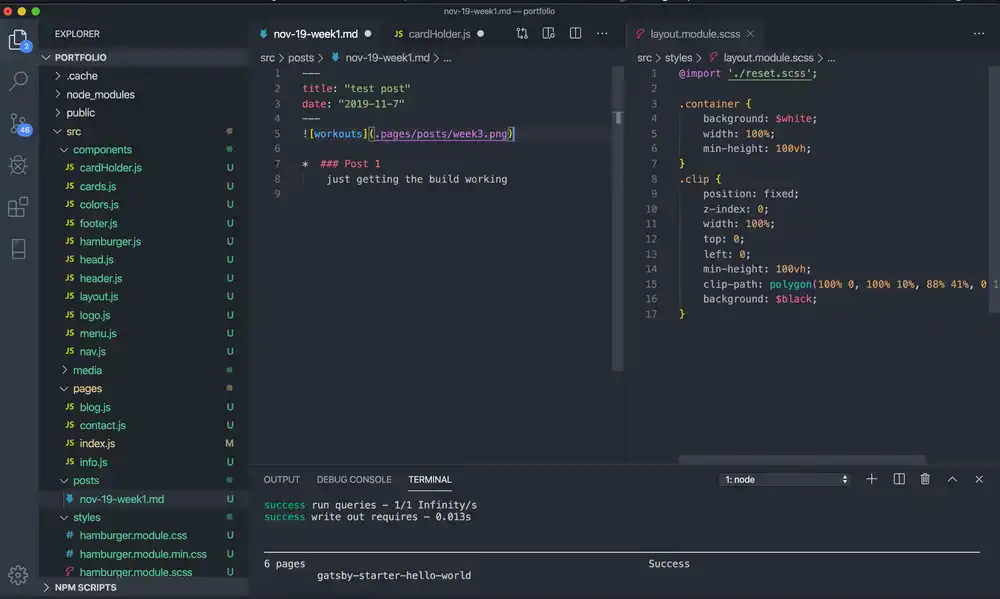 nov-19-week1.md — portfolio
EXPLORER
PORTFOLIO
.cache
node_modules
public
src
components
JS cardHolder.js U
JS cards.js U
JS colors.js U
JS footer.js U
JS hamburger.js U
JS head.js U
JS header.js U
JS layout.js U
JS logo.js U
JS menu.js U
JS nav.js U
media
pages
JS blog.js U
JS contact.js U
JS index.js M
JS info.js U
posts
nov-19-week1.md U
styles
# hamburger.module.css U
# hamburger.module.min.css U
hamburger.module.scss U
NPM SCRIPTS
2
46
nov-19-week1.md
JS cardHolder.js
src > posts > nov-19-week1.md > ...
1 ---
2 title: "test post"
3 date: "2019-11-7"
4 ---
5 ![workouts](.pages/posts/week3.png)
6
7 * ### Post 1
8 just getting the build working
9
layout.module.scss
src > styles > layout.module.scss > ...
1 @import './reset.scss';
2
3 .container {
4 background: $white;
5 width: 100%;
6 min-height: 100vh;
7 }
8 .clip {
9 position: fixed;
10 z-index: 0;
11 width: 100%;
12 top: 0;
13 left: 0;
14 min-height: 100vh;
15 clip-path: polygon(100% 0, 100% 10%, 88% 41%, 0 1
16 background: $black;
17 }
OUTPUT DEBUG CONSOLE TERMINAL 1: node
success run queries - 1/1 Infinity/s
success write out requires - 0.013s
6 pages Success
gatsby-starter-hello-world